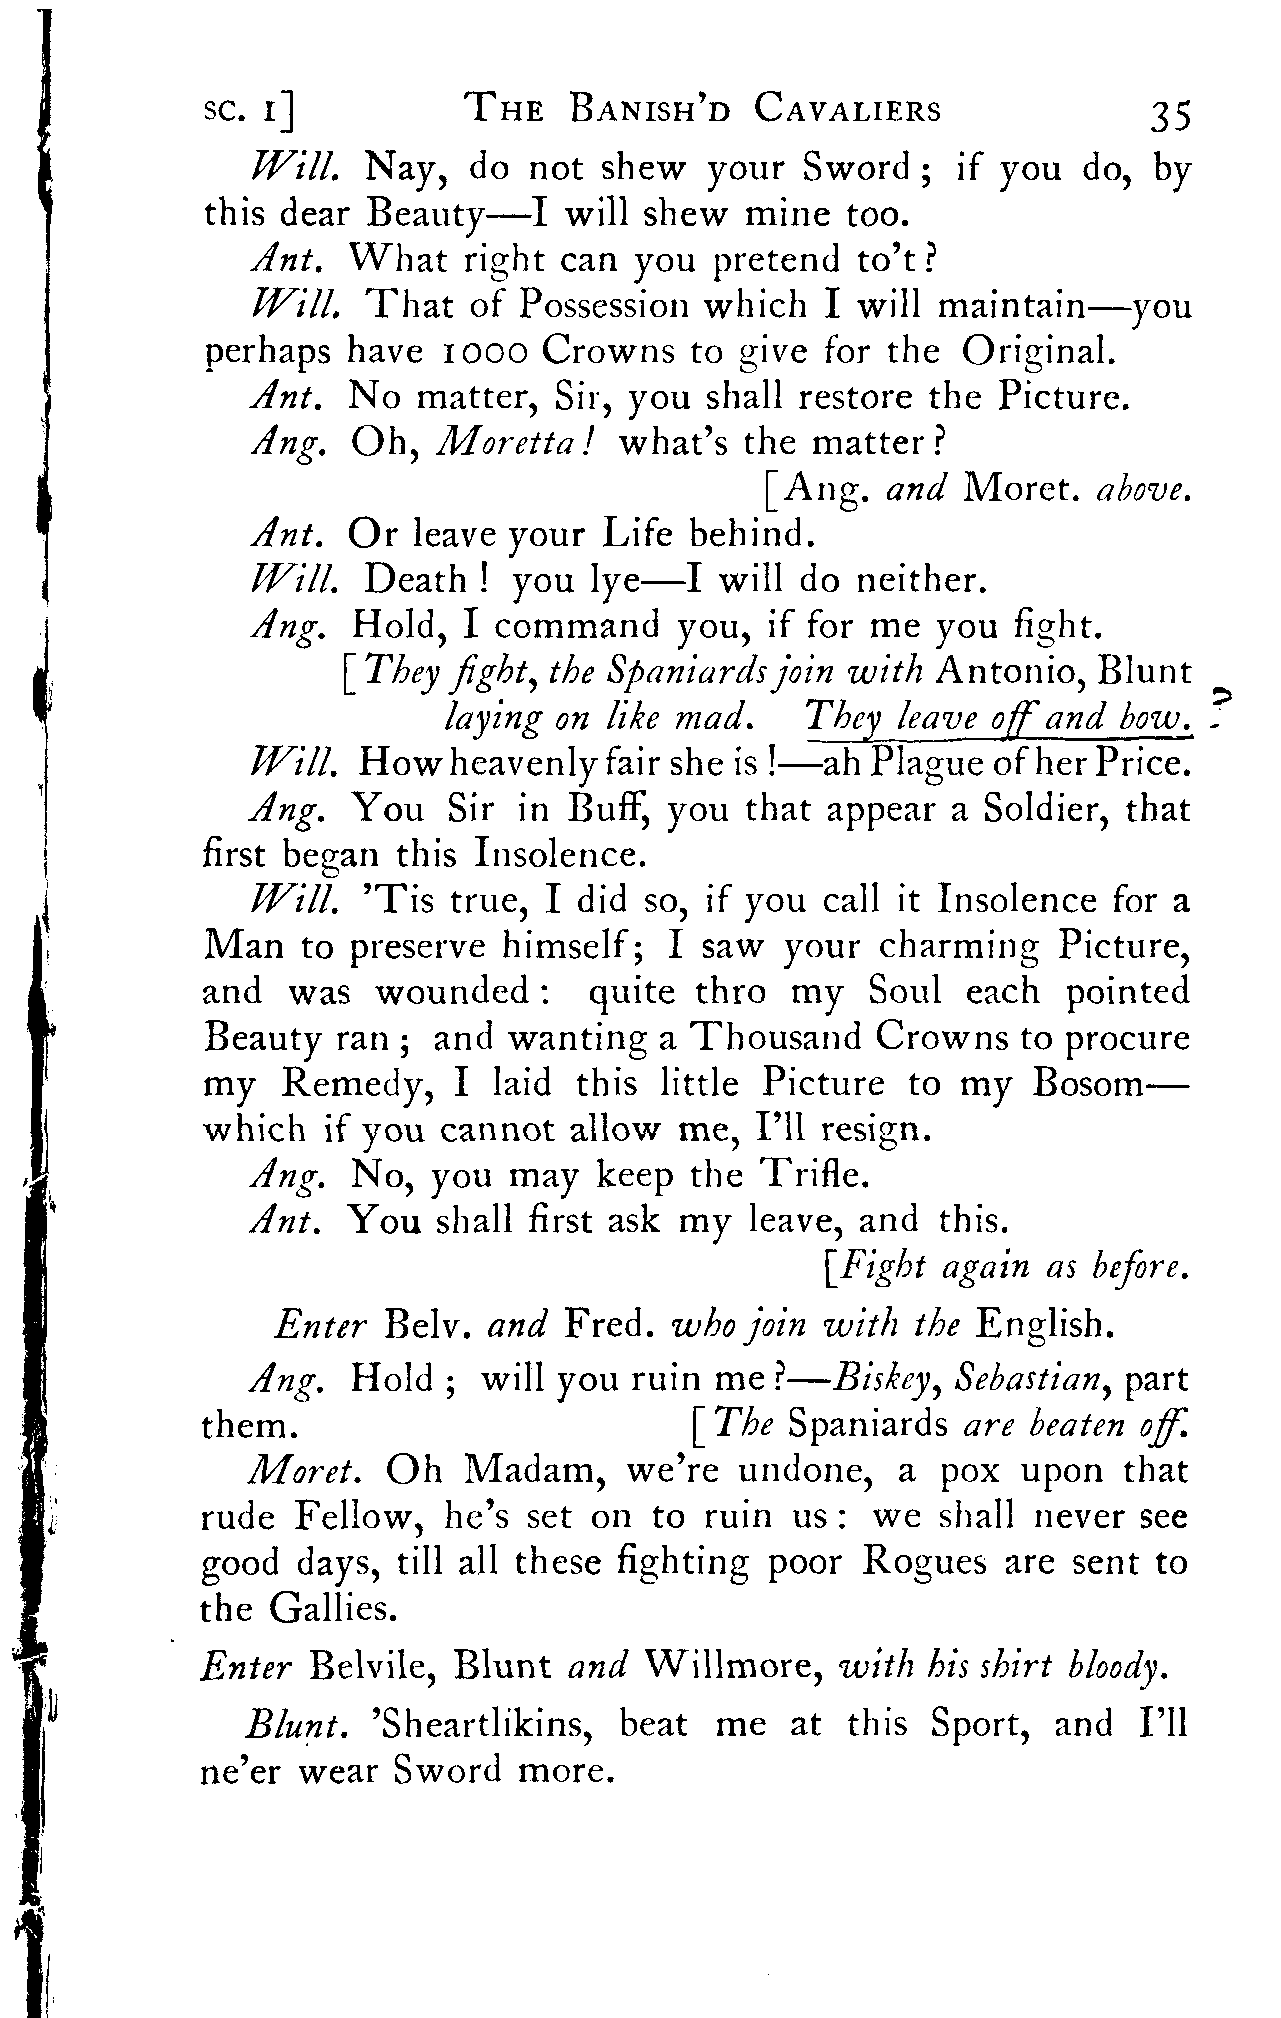 SC. I] THE BANISH'D CAVALIERS 35
Will. Nay, do not shew your Sword; if you do, by
this dear Beauty—I will shew mine too.
Ant. What right can you pretend to't?
Will. That of Possession which I will maintain—you
perhaps have 1000 Crowns to give for the Original.
Ant. No matter, Sir, you shall restore the Picture.
Ang. Oh, Moretta! what's the matter?
[Ang. and Moret. above.
Ant. Or leave your Life behind.
Will. Death! you lye—I will do neither.
Ang. Hold, I command you, if for me you fight.
[They fight, the Spaniards join with Antonio, Blunt
laying on like mad. They leave off and bow. ?
Will. How heavenly fair she is!—ah Plague of her Price.
Ang. You Sir in Buff, you that appear a Soldier, that
first began this Insolence.
Will. 'Tis true, I did so, if you call it Insolence for a
Man to preserve himself; I saw your charming Picture,
and was wounded: quite thro my Soul each pointed
Beauty ran; and wanting a Thousand Crowns to procure
my Remedy, I laid this little Picture to my Bosom—
which if you cannot allow me, I'll resign.
Ang. No, you may keep the Trifle.
Ant. You shall first ask my leave, and this.
[Fight again as before.
Enter Belv. and Fred. who join with the English.
Ang. Hold; will you ruin me?—Biskey, Sebastian, part
them. [The Spaniards are beaten off.
Moret. Oh Madam, we're undone, a pox upon that
rude Fellow, he's set on to ruin us: we shall never see
good days, till all these fighting poor Rogues are sent to
the Gallies.
Enter Belvile, Blunt and Willmore, with his shirt bloody.
Blunt. 'Sheartlikins, beat me at this Sport, and I'll
ne'er wear Sword more.